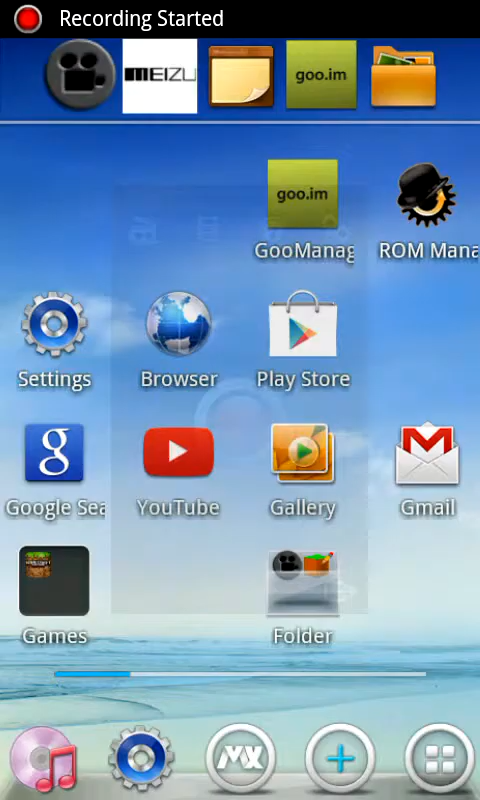 Recording Started
MEIZU
goo.im
goo.im
GooManag
ROM Mana
Settings
Browser
Play Store
g
Google Sea
YouTube
Gallery
Gmail
Games
Folder
MX